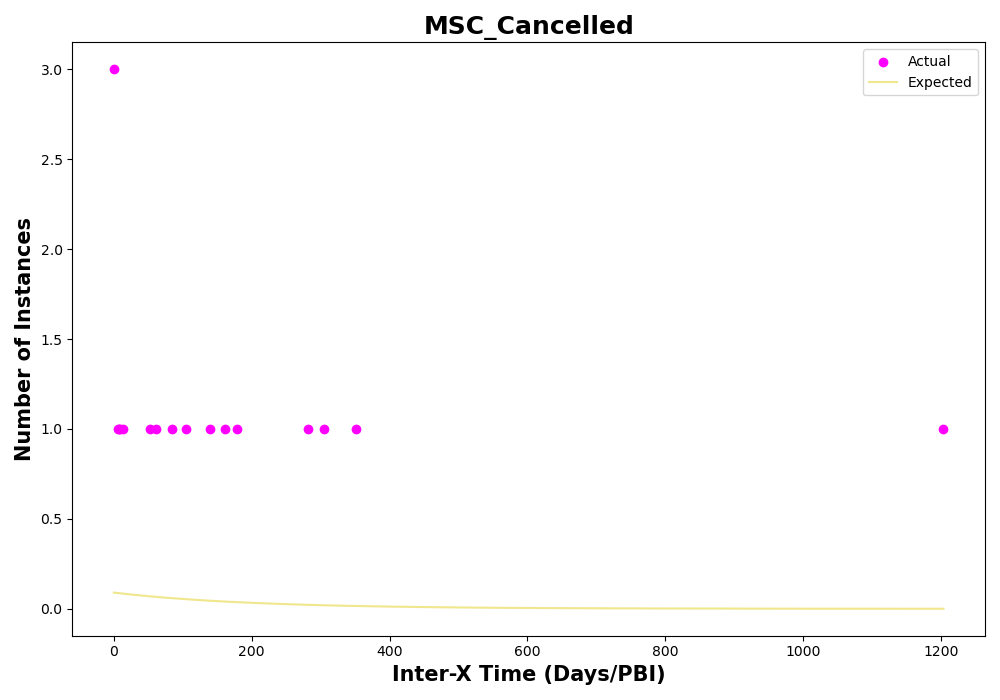 MSC_Cancelled
Actual
Expected
Number of Instances
3.0
2.5
2.0
1.5
1.0
0.5
0.0
0 200 400 600 800 1000 1200
Inter-X Time (Days/PBI)